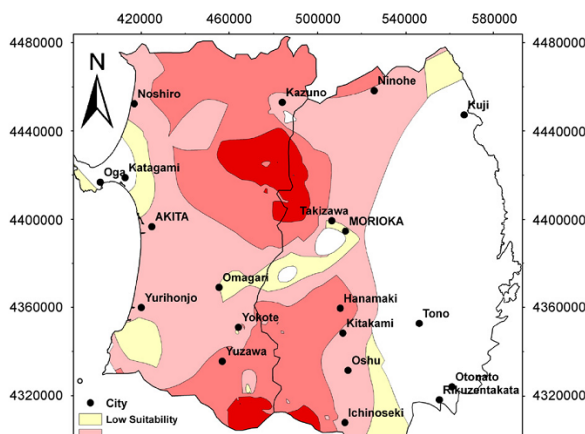 420000 460000 500000 540000 580000
4480000 4480000
N
Kazuno
Ninohe
Noshiro
Kuji
4440000 4440000
Katagami
Oga
4400000 4400000
Takizawa
MORIOKA
AKITA
Omagari
Yurihonjo
Hanamaki
4360000 4360000
Yokote
Kitakami
Tono
Yuzawa
Oshu
Otonato
Rikuzentakata
4320000 4320000
City
Ichinoseki
Low Suitability